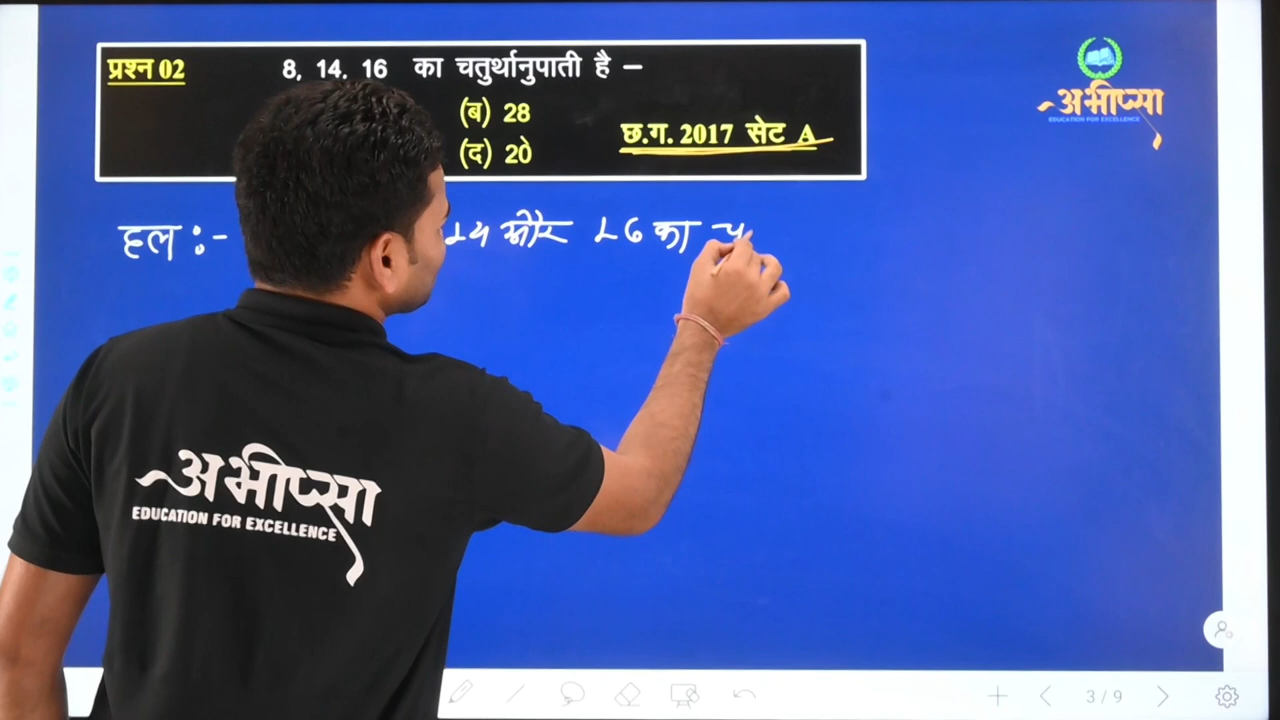 प्रश्न 02 8, 14, 16 का चतुर्थानुपाती है –
(ब) 28
(द) 20
छ.ग. 2017 सेट A
अभीप्सा
EDUCATION FOR EXCELLENCE
हल :- 14 और 16 का च
अभीप्सा
EDUCATION FOR EXCELLENCE
3 / 9